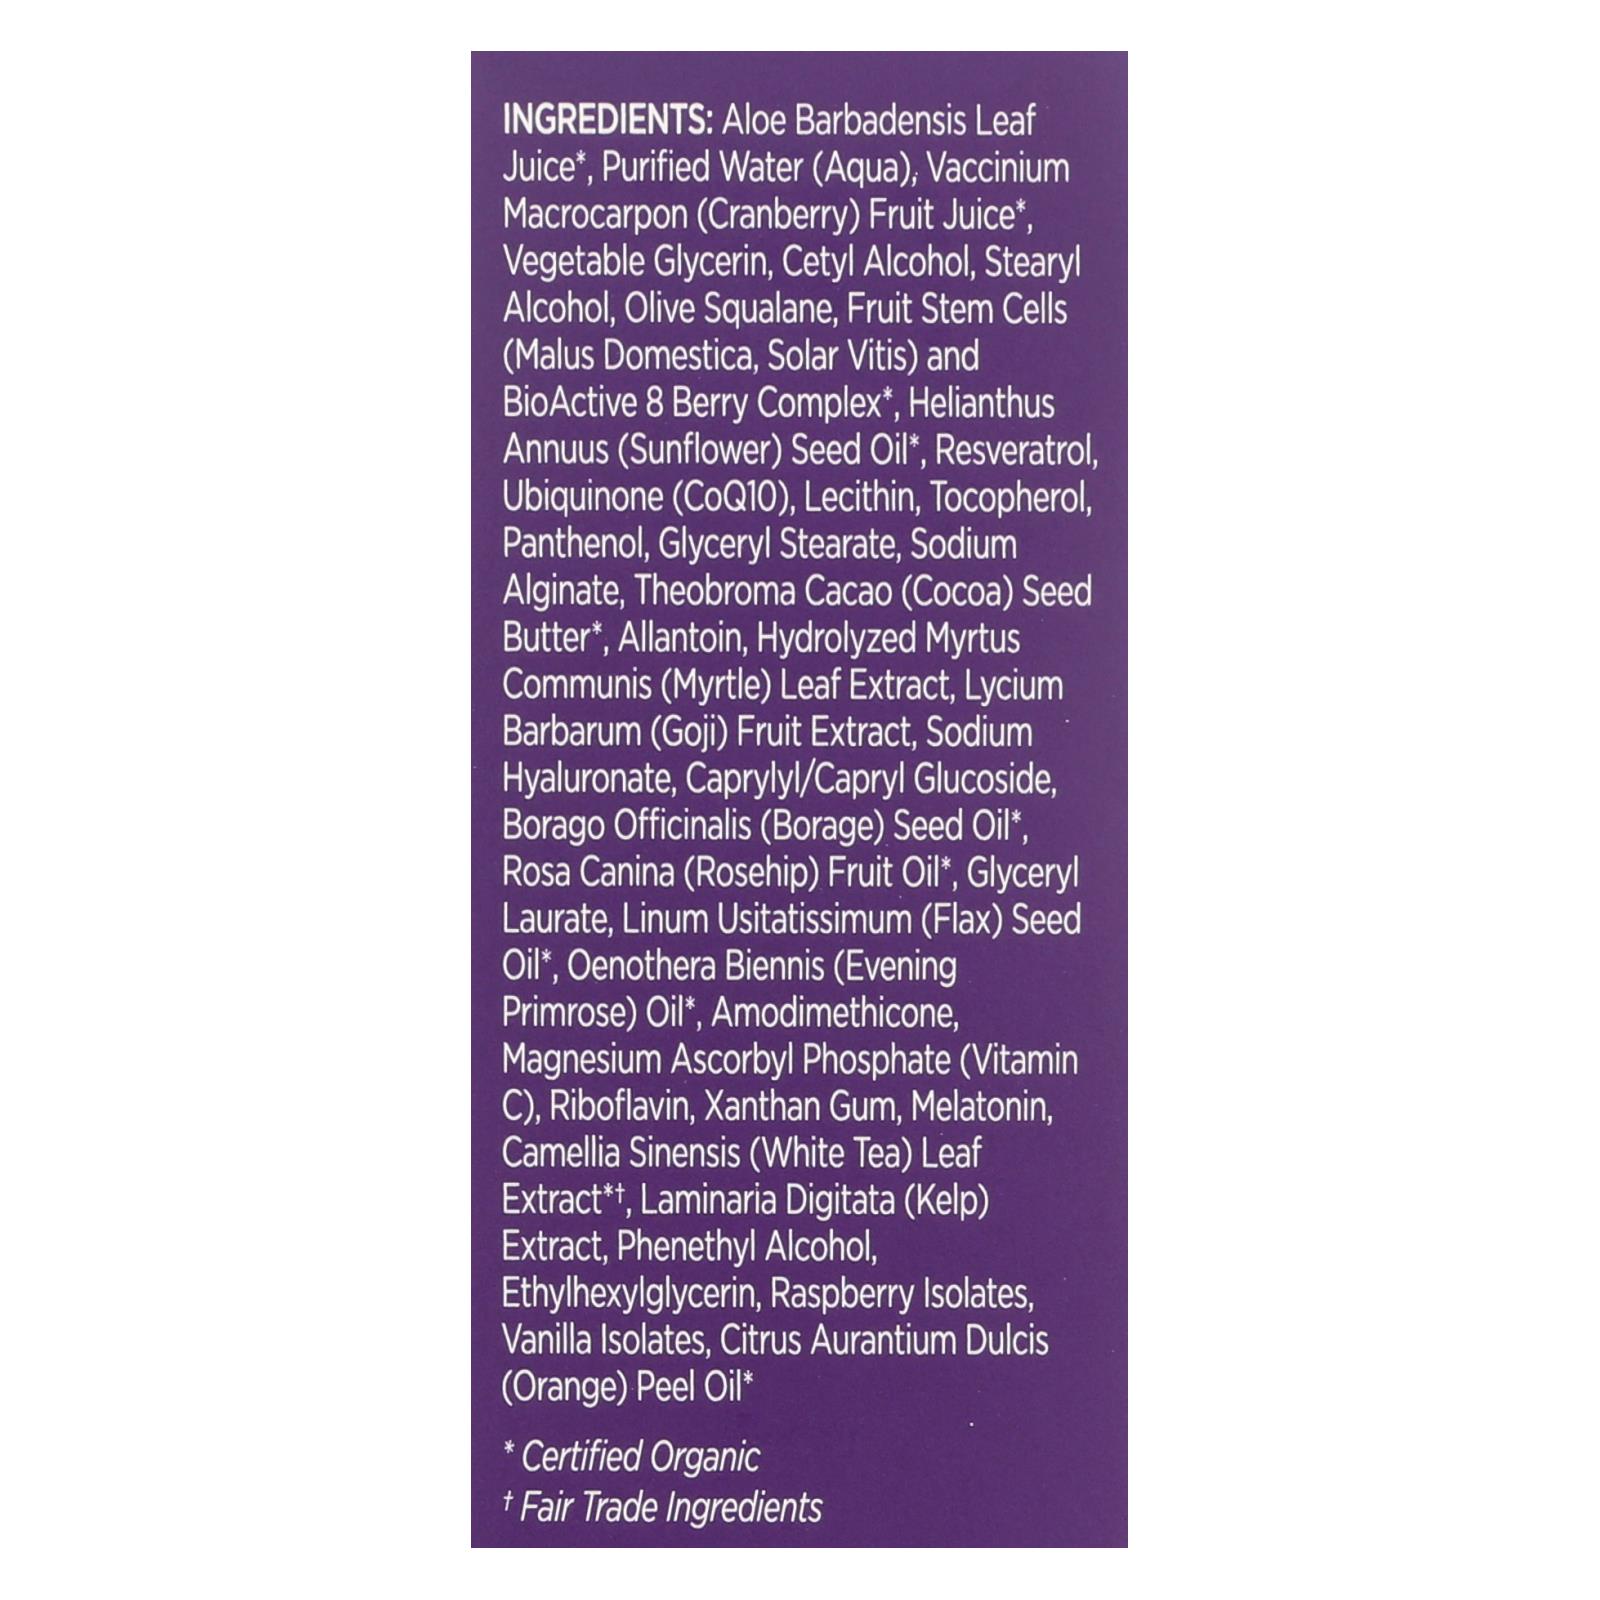 INGREDIENTS: Aloe Barbadensis Leaf
Juice*, Purified Water (Aqua), Vaccinium
Macrocarpon (Cranberry) Fruit Juice*,
Vegetable Glycerin, Cetyl Alcohol, Stearyl
Alcohol, Olive Squalane, Fruit Stem Cells
(Malus Domestica, Solar Vitis) and
BioActive 8 Berry Complex*, Helianthus
Annuus (Sunflower) Seed Oil*, Resveratrol,
Ubiquinone (CoQ10), Lecithin, Tocopherol,
Panthenol, Glyceryl Stearate, Sodium
Alginate, Theobroma Cacao (Cocoa) Seed
Butter*, Allantoin, Hydrolyzed Myrtus
Communis (Myrtle) Leaf Extract, Lycium
Barbarum (Goji) Fruit Extract, Sodium
Hyaluronate, Caprylyl/Capryl Glucoside,
Borago Officinalis (Borage) Seed Oil*,
Rosa Canina (Rosehip) Fruit Oil*, Glyceryl
Laurate, Linum Usitatissimum (Flax) Seed
Oil*, Oenothera Biennis (Evening
Primrose) Oil*, Amodimethicone,
Magnesium Ascorbyl Phosphate (Vitamin
C), Riboflavin, Xanthan Gum, Melatonin,
Camellia Sinensis (White Tea) Leaf
Extract*†, Laminaria Digitata (Kelp)
Extract, Phenethyl Alcohol,
Ethylhexylglycerin, Raspberry Isolates,
Vanilla Isolates, Citrus Aurantium Dulcis
(Orange) Peel Oil*
* Certified Organic
† Fair Trade Ingredients